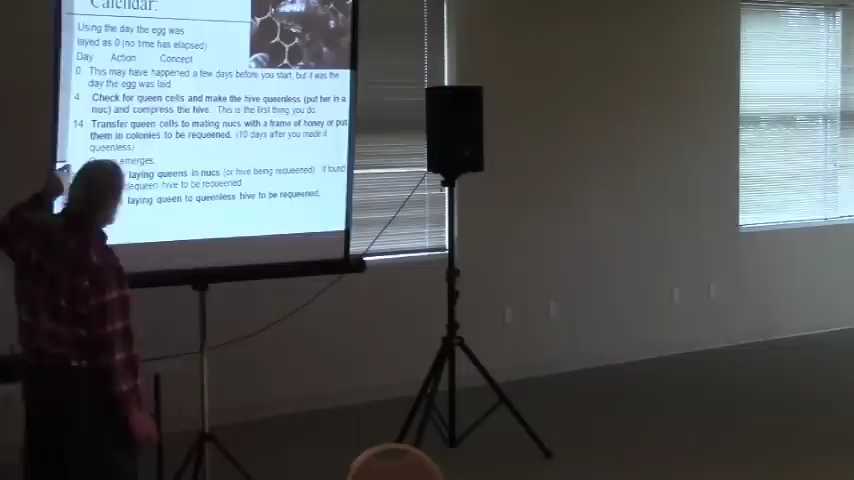 Calendar:
Using the day the egg was
layed as 0 (no time has elapsed)
Day Action Concept
0 This may have happened a few days before you start, but it was the
day the egg was laid
4 Check for queen cells and make the hive queenless (put her in a
nuc) and compress the hive. This is the first thing you do.
14 Transfer queen cells to mating nucs with a frame of honey or put
them in colonies to be requeened. (10 days after you made it
queenless)
emerges.
laying queens in nucs (or hive being requeened) If found
dequeen hive to be requeened
laying queen to queenless hive to be requeened.